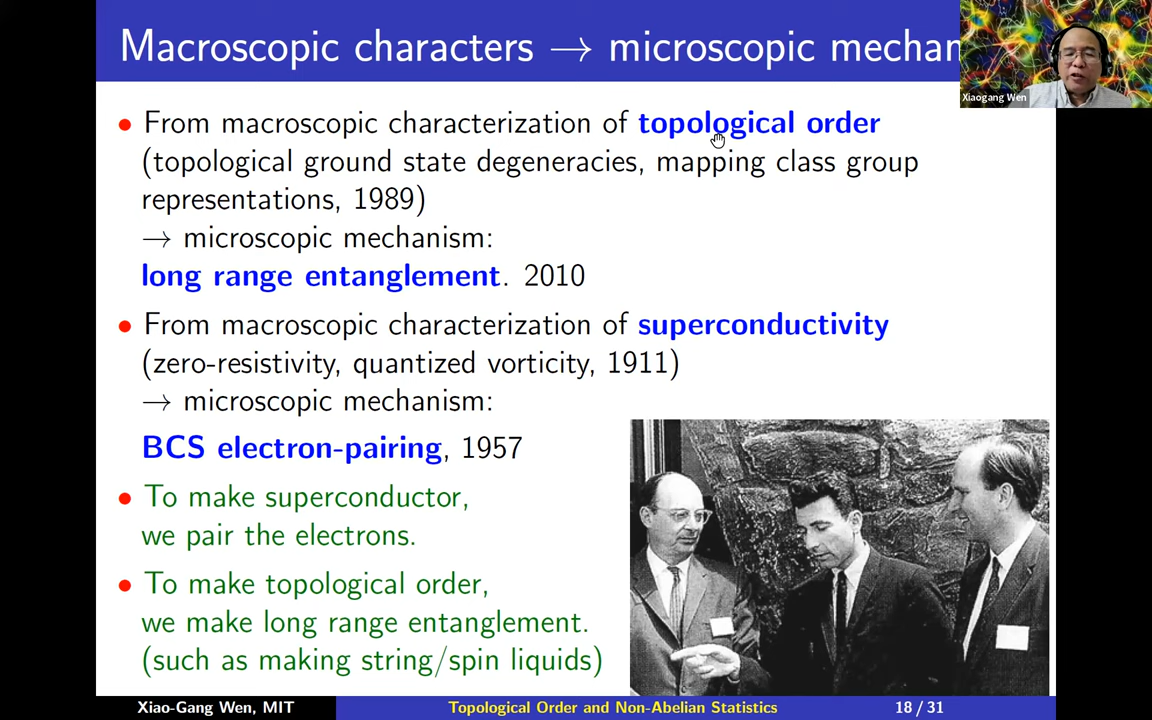 Macroscopic characters → microscopic mechan
Xiaogang Wen
• From macroscopic characterization of topological order
(topological ground state degeneracies, mapping class group
representations, 1989)
→ microscopic mechanism:
long range entanglement. 2010
• From macroscopic characterization of superconductivity
(zero-resistivity, quantized vorticity, 1911)
→ microscopic mechanism:
BCS electron-pairing, 1957
• To make superconductor,
we pair the electrons.
• To make topological order,
we make long range entanglement.
(such as making string/spin liquids)
Xiao-Gang Wen, MIT
Topological Order and Non-Abelian Statistics
18 / 31